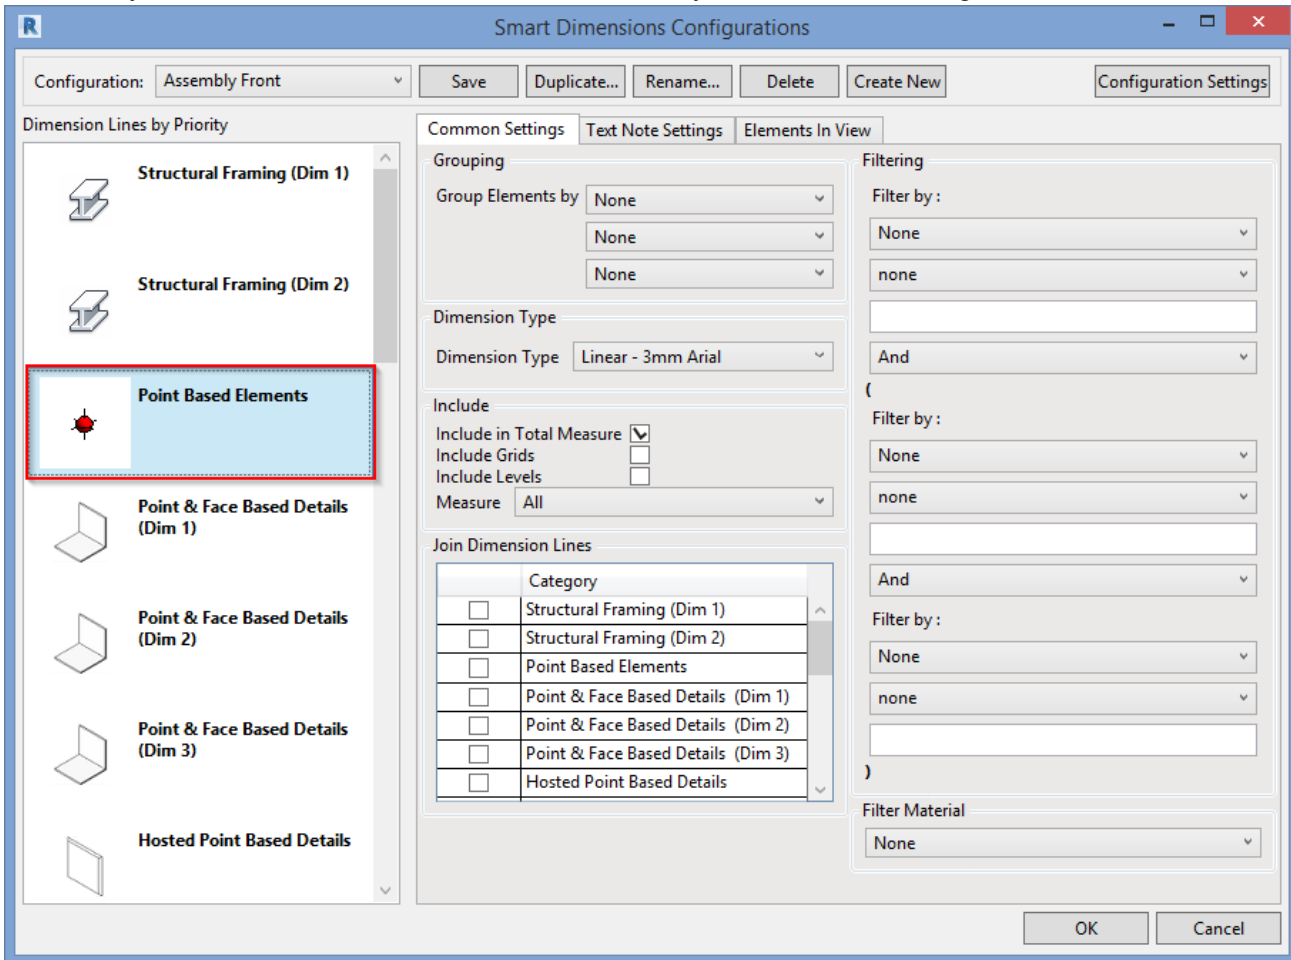 R
Smart Dimensions Configurations
Configuration: Assembly Front Save Duplicate... Rename... Delete Create New Configuration Settings
Dimension Lines by Priority
Structural Framing (Dim 1)
Structural Framing (Dim 2)
Point Based Elements
Point & Face Based Details
(Dim 1)
Point & Face Based Details
(Dim 2)
Point & Face Based Details
(Dim 3)
Hosted Point Based Details
Common Settings Text Note Settings Elements In View
Grouping
Group Elements by None
None
None
Dimension Type
Dimension Type Linear - 3mm Arial
Include
Include in Total Measure
Include Grids
Include Levels
Measure All
Join Dimension Lines
Category
Structural Framing (Dim 1)
Structural Framing (Dim 2)
Point Based Elements
Point & Face Based Details (Dim 1)
Point & Face Based Details (Dim 2)
Point & Face Based Details (Dim 3)
Hosted Point Based Details
Filtering
Filter by :
None
none
And
(
Filter by :
None
none
And
Filter by :
None
none
)
Filter Material
None
OK Cancel